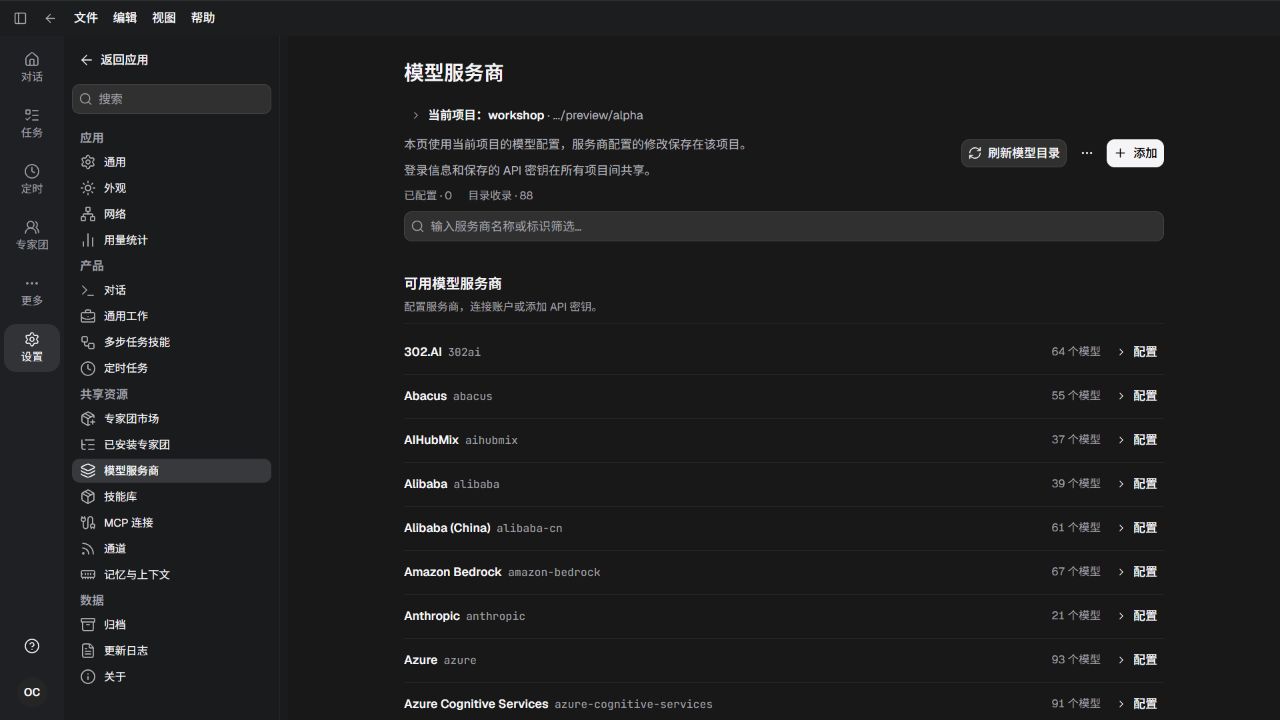 文件 编辑 视图 帮助
对话
任务
定时
专家团
更多
设置
OC
返回应用
搜索
应用
通用
外观
网络
用量统计
产品
对话
通用工作
多步任务技能
定时任务
共享资源
专家团市场
已安装专家团
模型服务商
技能库
MCP 连接
通道
记忆与上下文
数据
归档
更新日志
关于
模型服务商
当前项目：workshop · .../preview/alpha
本页使用当前项目的模型配置，服务商配置的修改保存在该项目。
登录信息和保存的 API 密钥在所有项目间共享。
刷新模型目录 ··· + 添加
已配置 · 0 目录收录 · 88
输入服务商名称或标识筛选...
可用模型服务商
配置服务商，连接账户或添加 API 密钥。
302.AI 302ai 64 个模型 配置
Abacus abacus 55 个模型 配置
AIHubMix aihubmix 37 个模型 配置
Alibaba alibaba 39 个模型 配置
Alibaba (China) alibaba-cn 61 个模型 配置
Amazon Bedrock amazon-bedrock 67 个模型 配置
Anthropic anthropic 21 个模型 配置
Azure azure 93 个模型 配置
Azure Cognitive Services azure-cognitive-services 91 个模型 配置